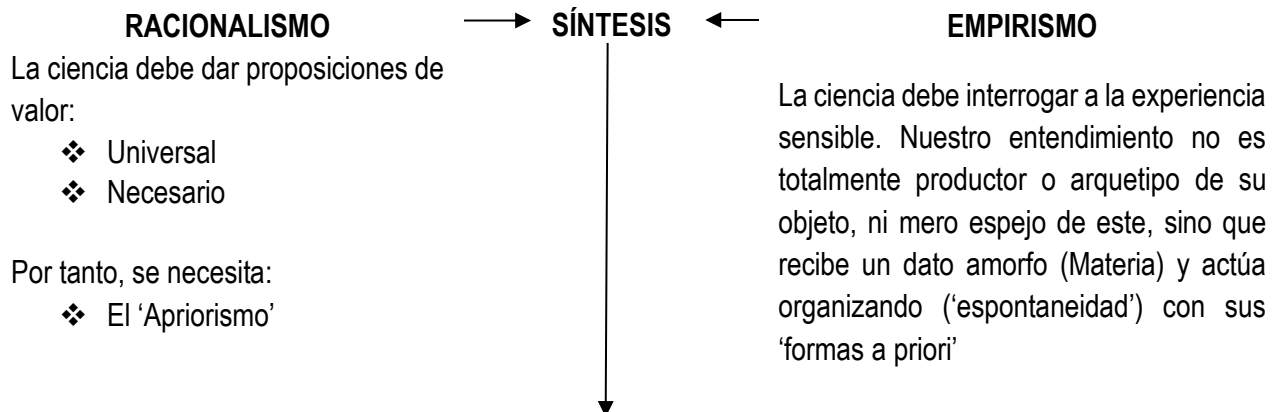 RACIONALISMO
La ciencia debe dar proposiciones de
valor:
❖ Universal
❖ Necesario
Por tanto, se necesita:
❖ El ‘Apriorismo’
SÍNTESIS
EMPIRISMO
La ciencia debe interrogar a la experiencia
sensible. Nuestro entendimiento no es
totalmente productor o arquetipo de su
objeto, ni mero espejo de este, sino que
recibe un dato amorfo (Materia) y actúa
organizando (‘espontaneidad’) con sus
‘formas a priori’